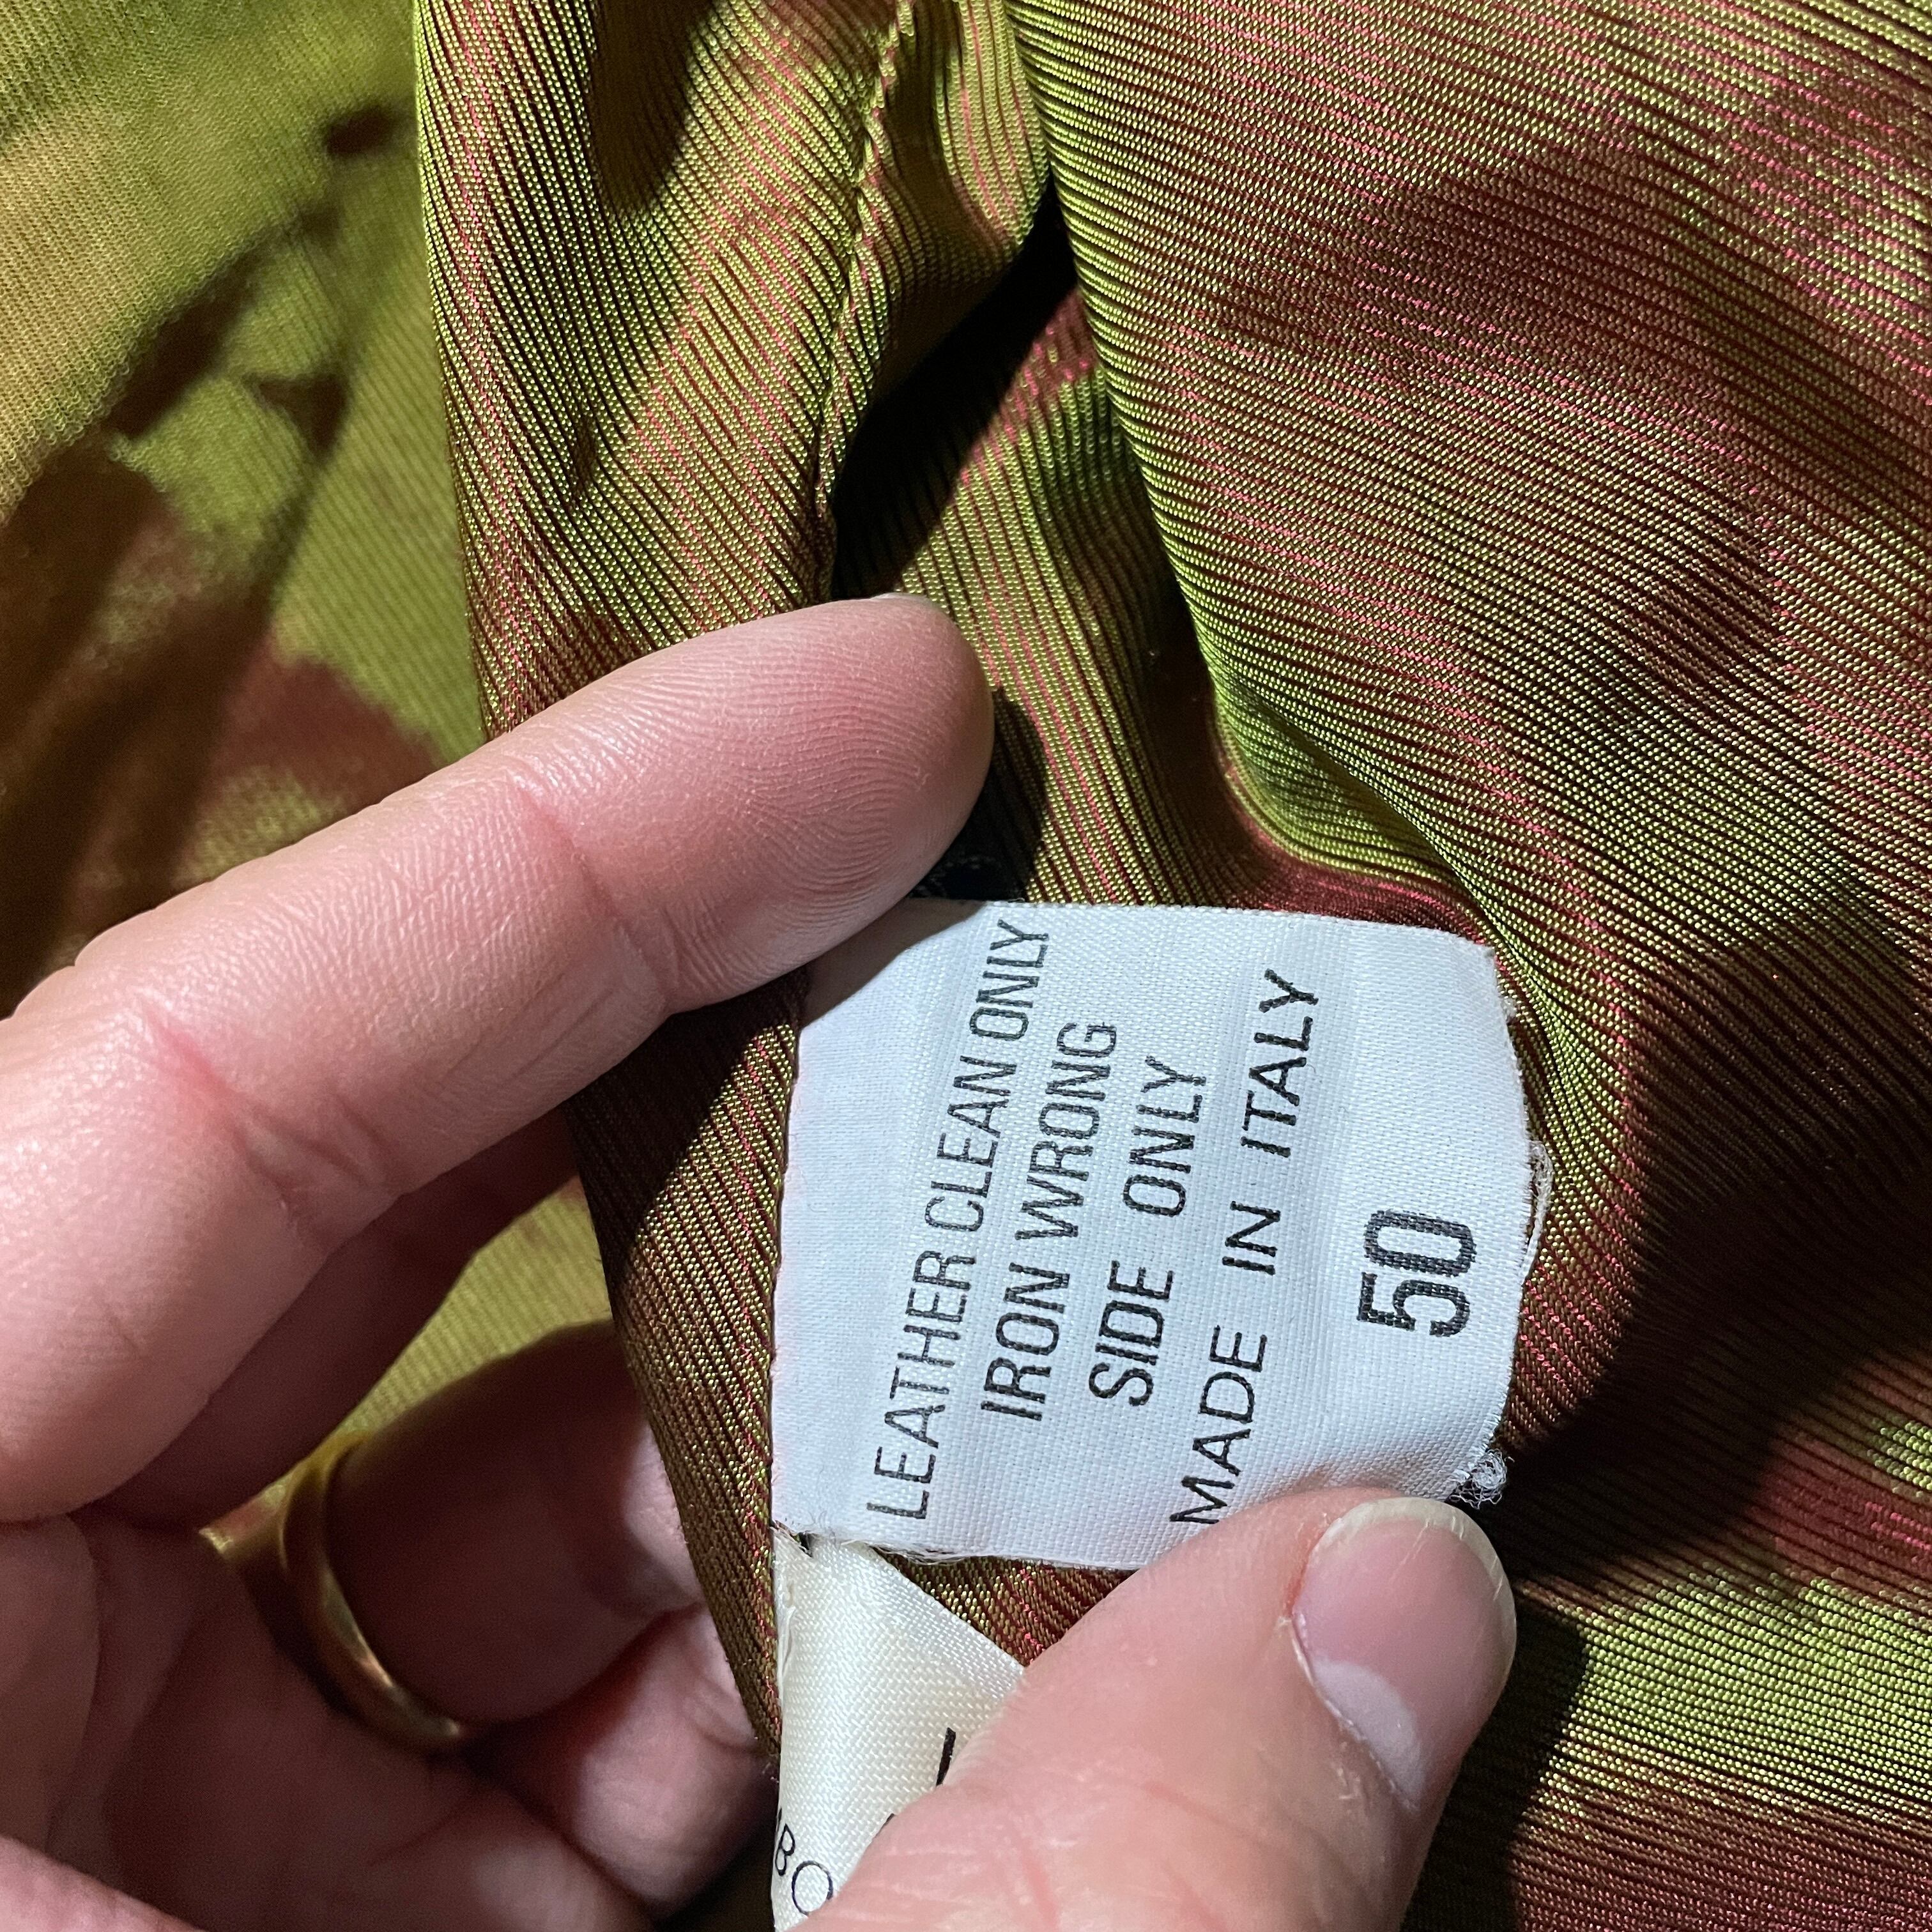 LEATHER CLEAN ONLY
IRON WRONG
SIDE ONLY
MADE IN ITALY
50